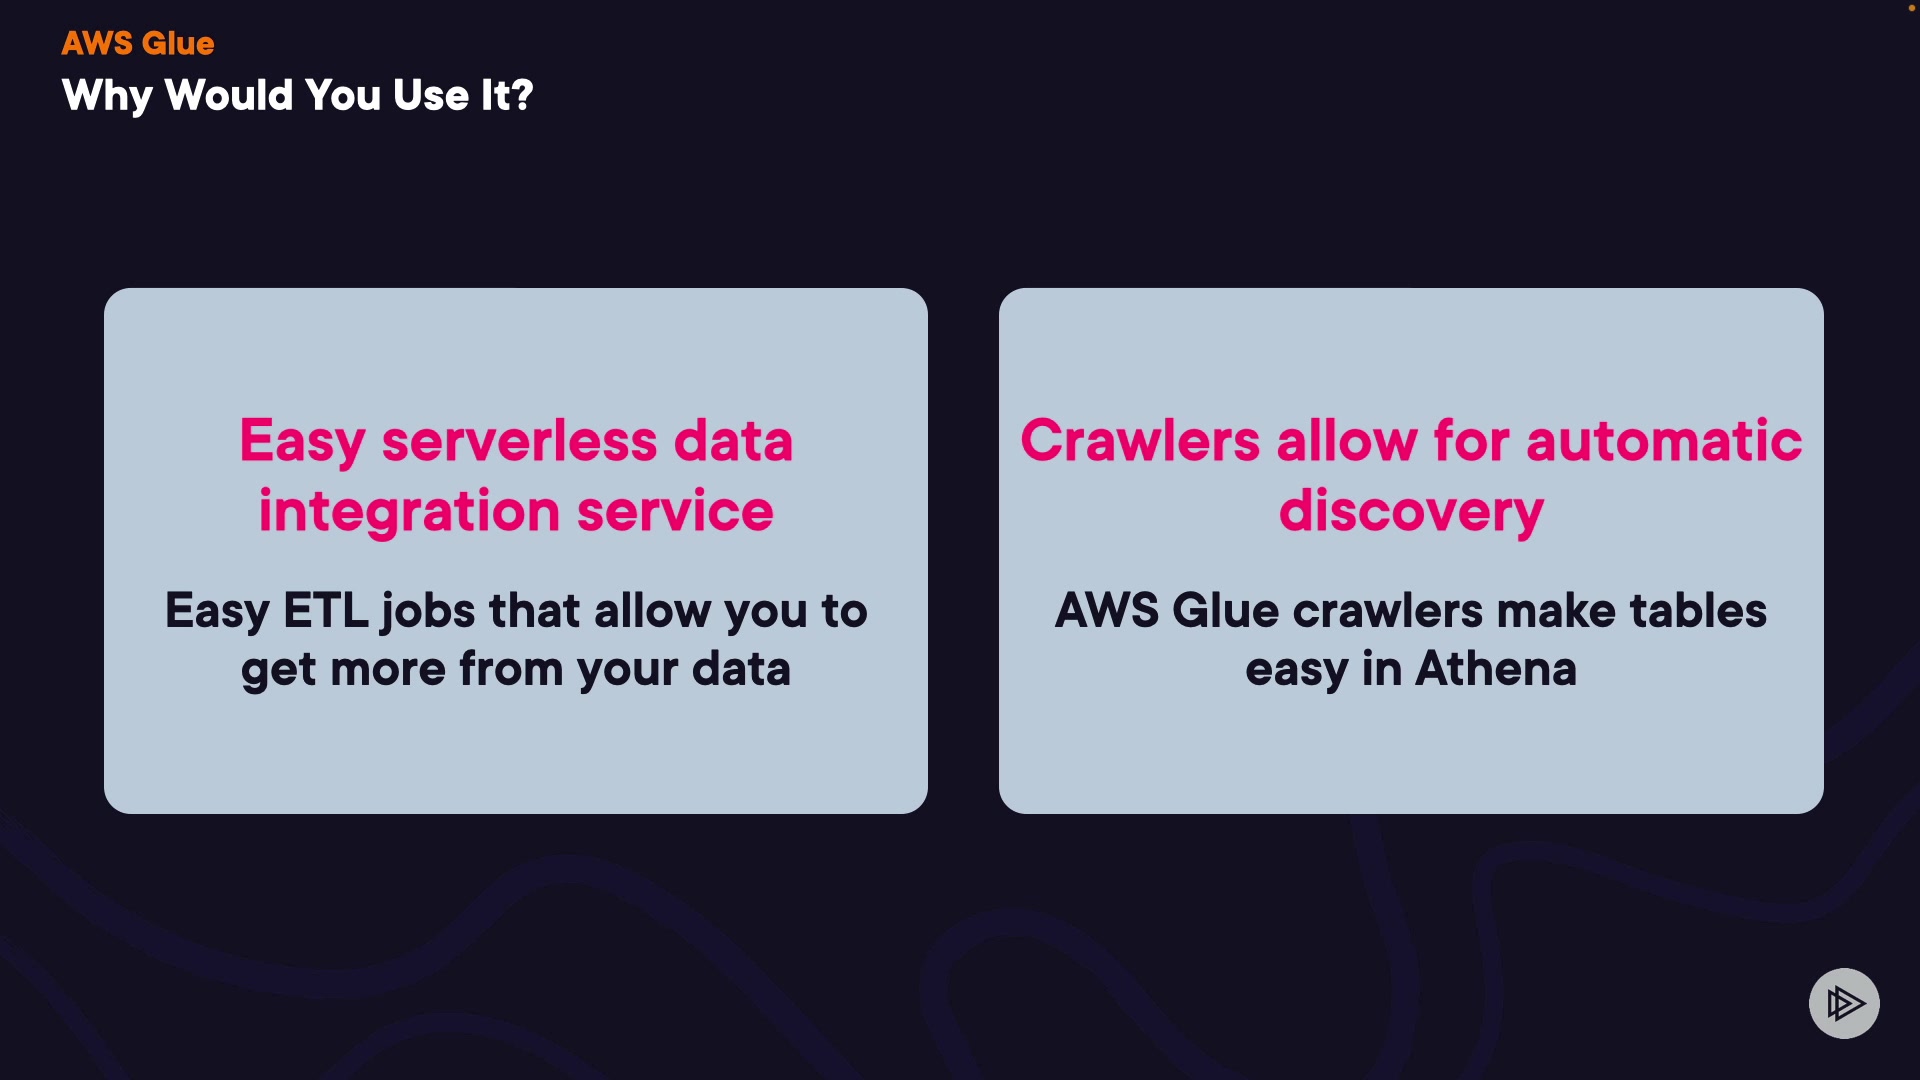 AWS Glue
Why Would You Use It?
Easy serverless data
integration service
Easy ETL jobs that allow you to
get more from your data
Crawlers allow for automatic
discovery
AWS Glue crawlers make tables
easy in Athena